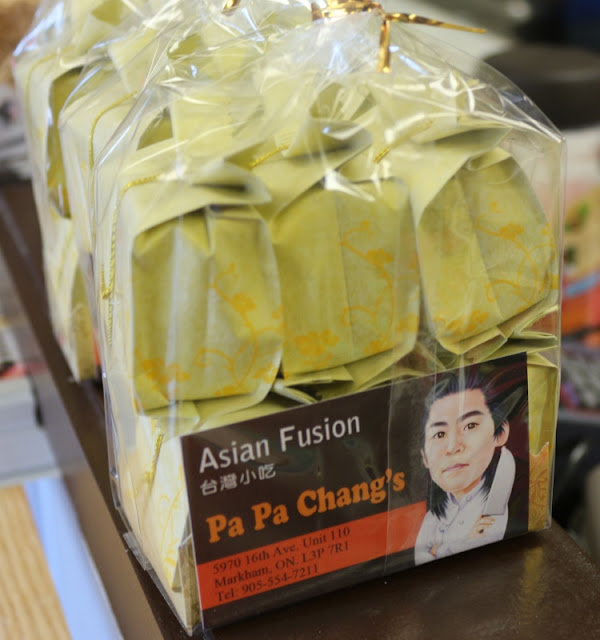 Asian Fusion
台灣小吃
Pa Pa Chang's
5970 16th Ave. Unit 110
Markham, ON. L3P 7R1
Tel: 905-554-7211